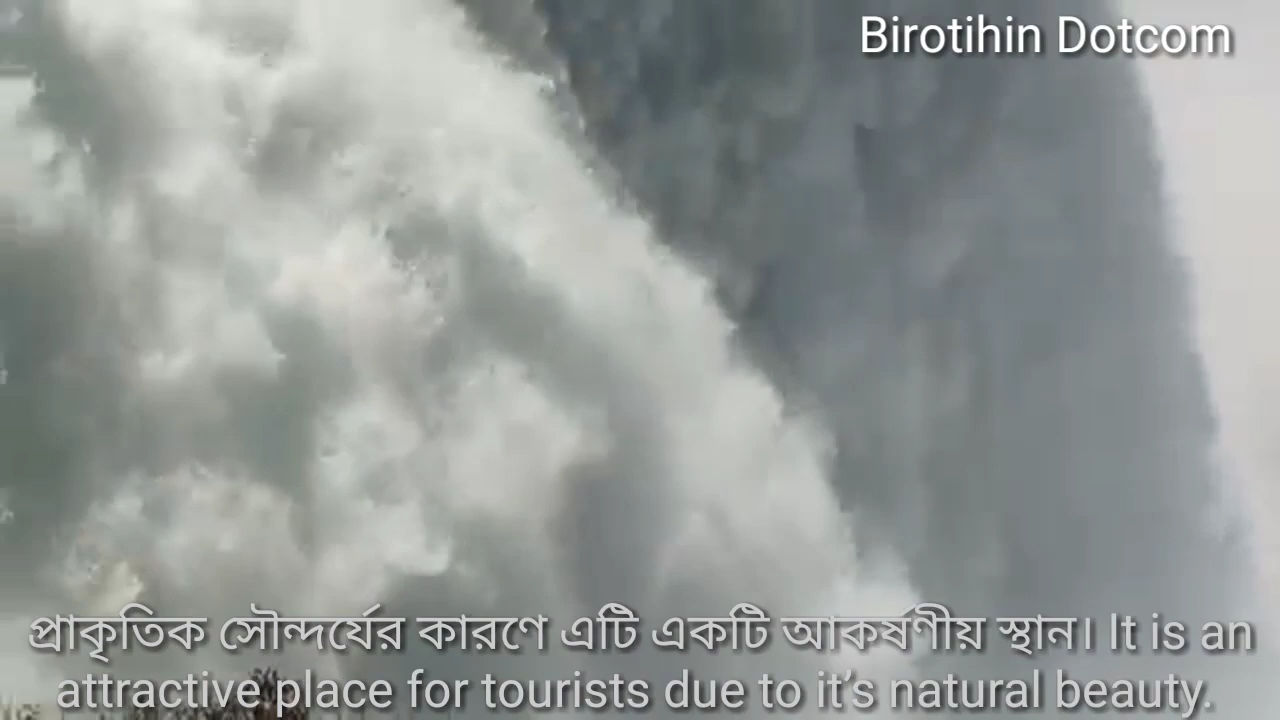 Birotihin Dotcom
প্রাকৃতিক সৌন্দর্যের কারণে এটি একটি আকর্ষণীয় স্থান। It is an
attractive place for tourists due to it's natural beauty.